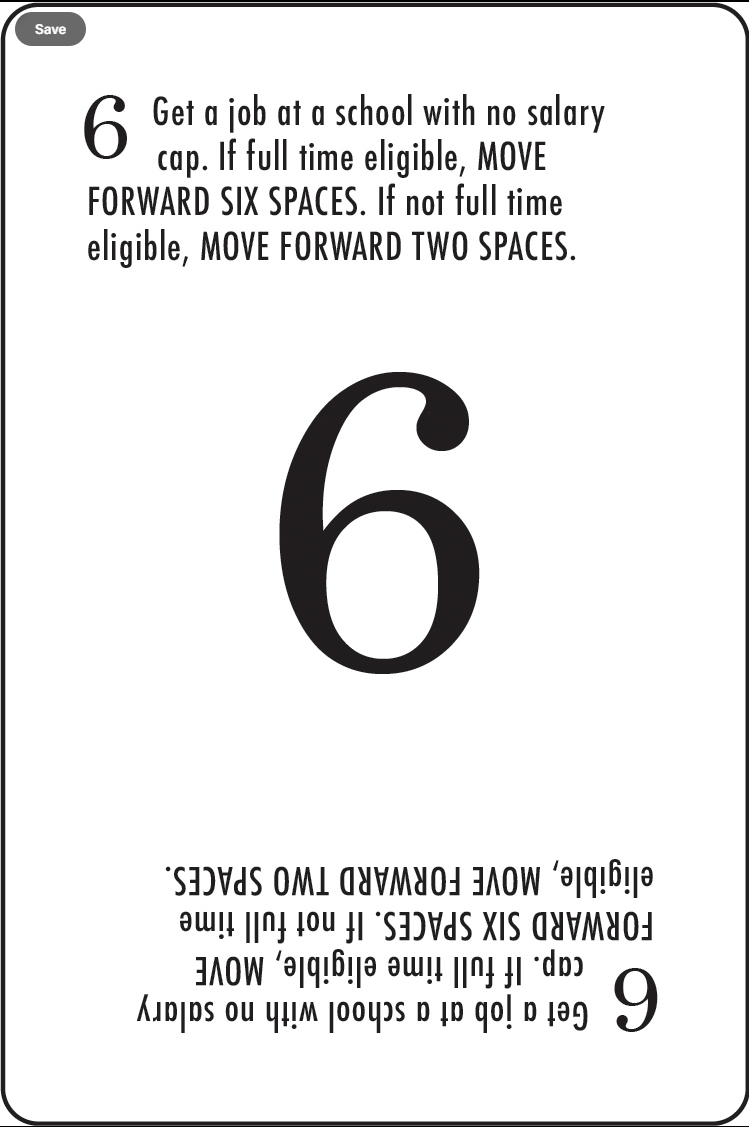 Save
6 Get a job at a school with no salary
cap. If full time eligible, MOVE
FORWARD SIX SPACES. If not full time
eligible, MOVE FORWARD TWO SPACES.
6
6 Get a job at a school with no salary
cap. If full time eligible, MOVE
FORWARD SIX SPACES. If not full time
eligible, MOVE FORWARD TWO SPACES.